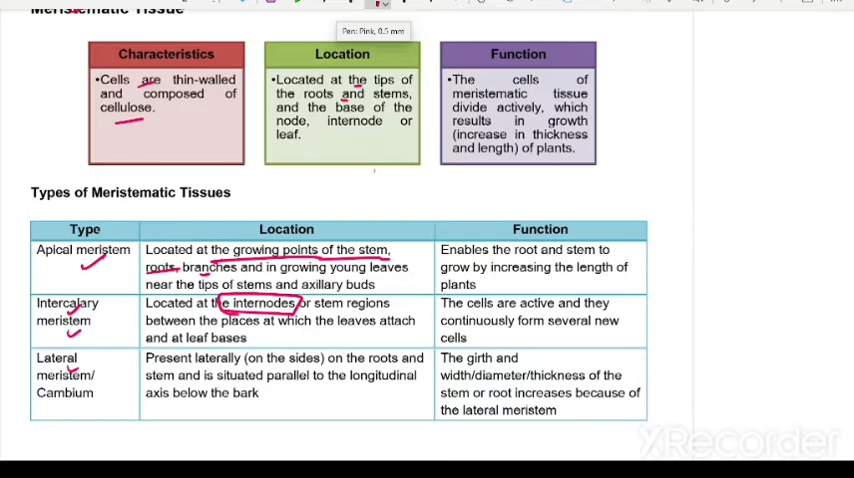 Meristematic Tissue
Pen: Pink, 0.5 mm
Characteristics
•Cells are thin-walled
and composed of
cellulose.
Location
•Located at the tips of
the roots and stems,
and the base of the
node, internode or
leaf.
Function
•The cells of
meristematic tissue
divide actively, which
results in growth
(increase in thickness
and length) of plants.
Types of Meristematic Tissues
Type
Location
Function
Apical meristem
Located at the growing points of the stem,
roots, branches and in growing young leaves
near the tips of stems and axillary buds
Enables the root and stem to
grow by increasing the length of
plants
Intercalary
meristem
Located at the internodes or stem regions
between the places at which the leaves attach
and at leaf bases
The cells are active and they
continuously form several new
cells
Lateral
meristem/
Cambium
Present laterally (on the sides) on the roots and
stem and is situated parallel to the longitudinal
axis below the bark
The girth and
width/diameter/thickness of the
stem or root increases because of
the lateral meristem
XRecorder